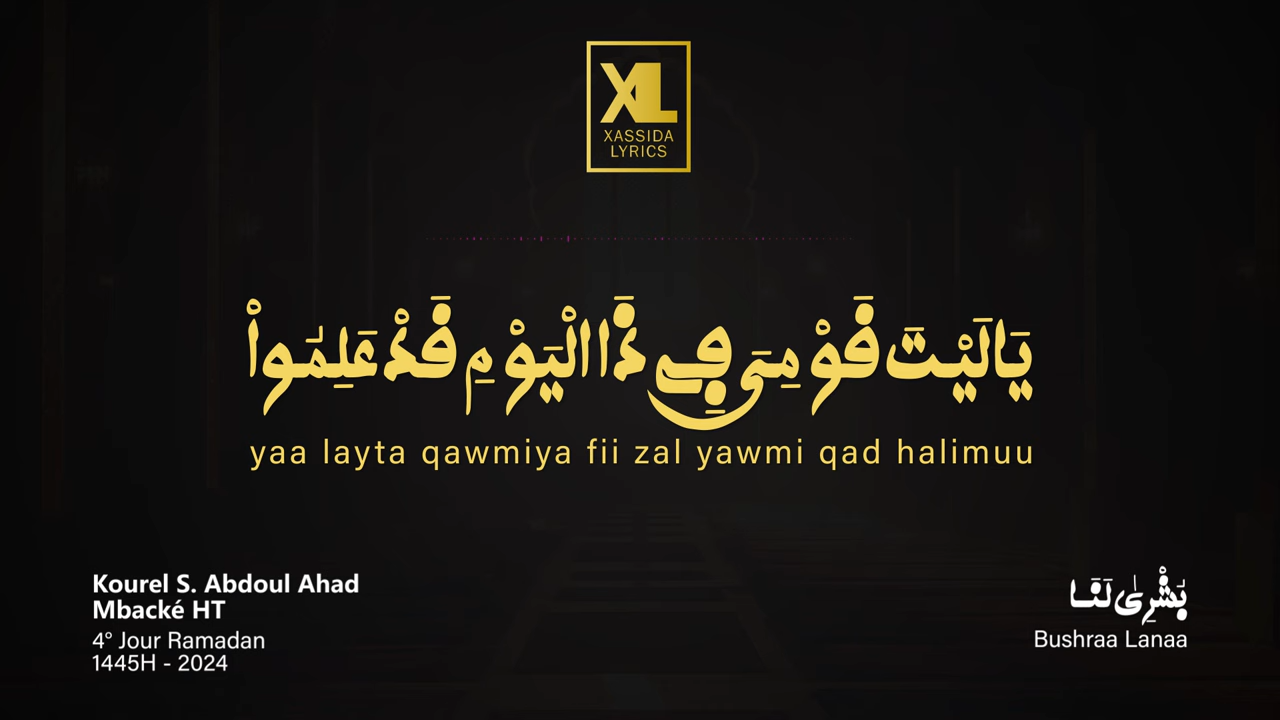 XL
XASSIDA
LYRICS
يَالَيْتَ قَوْمِيَ فِي ذَا الْيَوْمِ قَدْ عَلِمُواْ
yaa layta qawmiya fii zal yawmi qad halimuu
Kourel S. Abdoul Ahad
Mbacké HT
4° Jour Ramadan
1445H - 2024
بُشْرٰى لَنَا
Bushraa Lanaa